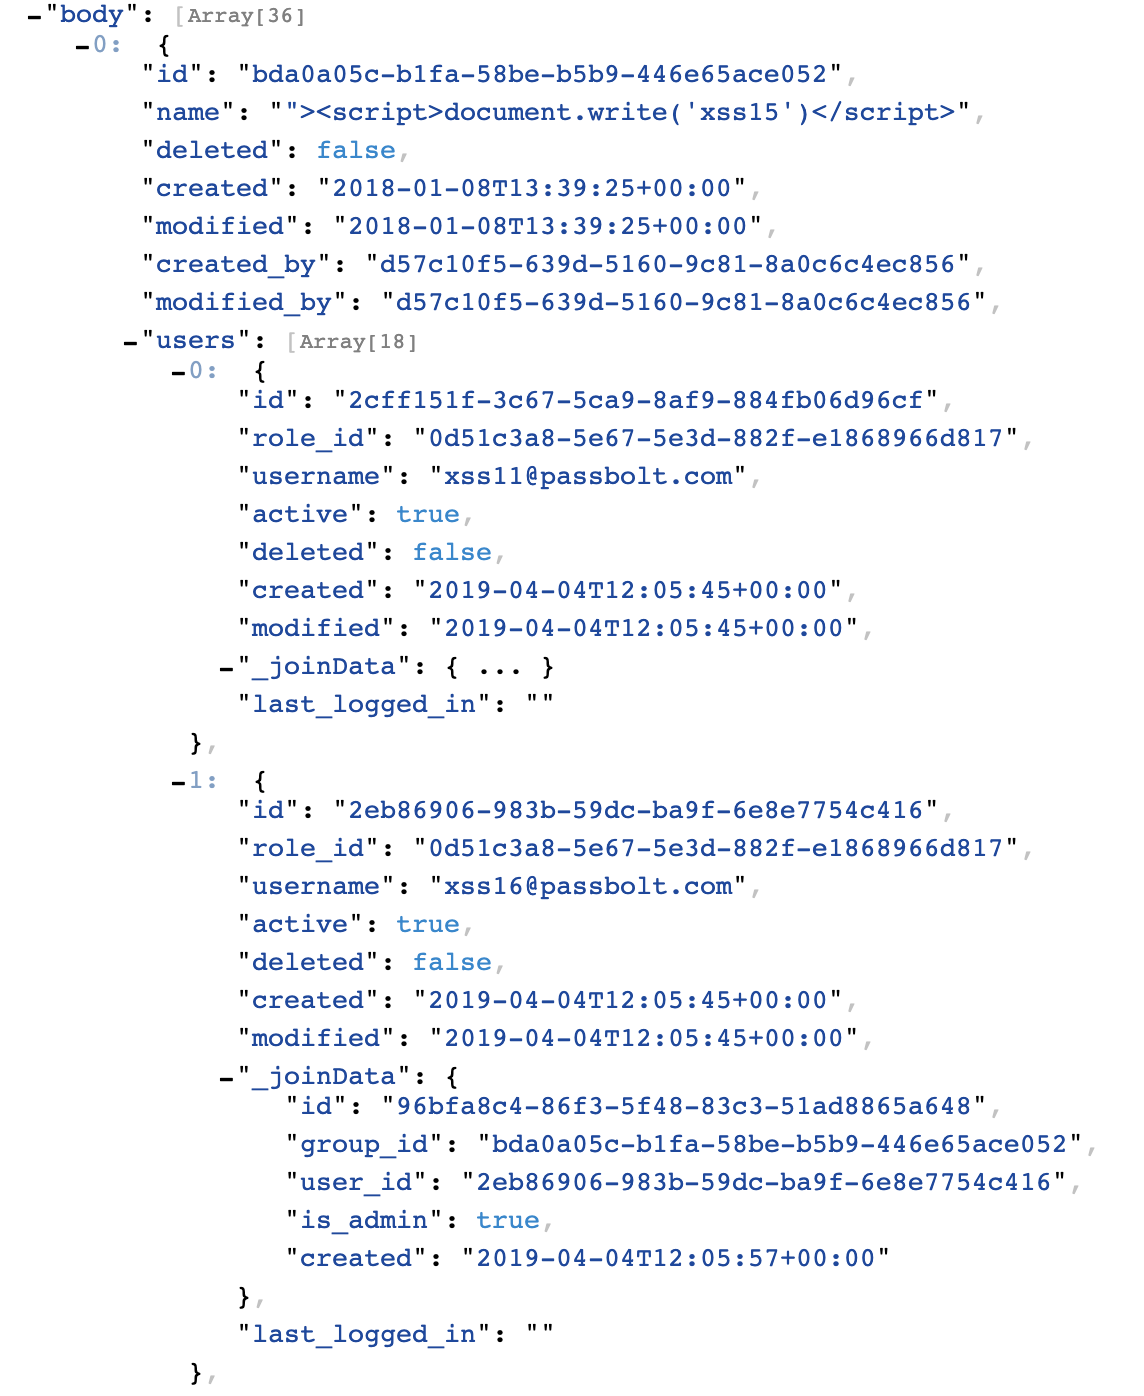 –"body": [Array[36]
–0: {
"id": "bda0a05c-b1fa-58be-b5b9-446e65ace052",
"name": ""><script>document.write('xss15')</script>",
"deleted": false,
"created": "2018-01-08T13:39:25+00:00",
"modified": "2018-01-08T13:39:25+00:00",
"created_by": "d57c10f5-639d-5160-9c81-8a0c6c4ec856",
"modified_by": "d57c10f5-639d-5160-9c81-8a0c6c4ec856",
–"users": [Array[18]
–0: {
"id": "2cff151f-3c67-5ca9-8af9-884fb06d96cf",
"role_id": "0d51c3a8-5e67-5e3d-882f-e1868966d817",
"username": "xss11@passbolt.com",
"active": true,
"deleted": false,
"created": "2019-04-04T12:05:45+00:00",
"modified": "2019-04-04T12:05:45+00:00",
–"_joinData": { ... }
"last_logged_in": ""
},
–1: {
"id": "2eb86906-983b-59dc-ba9f-6e8e7754c416",
"role_id": "0d51c3a8-5e67-5e3d-882f-e1868966d817",
"username": "xss16@passbolt.com",
"active": true,
"deleted": false,
"created": "2019-04-04T12:05:45+00:00",
"modified": "2019-04-04T12:05:45+00:00",
–"_joinData": {
"id": "96bfa8c4-86f3-5f48-83c3-51ad8865a648",
"group_id": "bda0a05c-b1fa-58be-b5b9-446e65ace052",
"user_id": "2eb86906-983b-59dc-ba9f-6e8e7754c416",
"is_admin": true,
"created": "2019-04-04T12:05:57+00:00"
},
"last_logged_in": ""
},